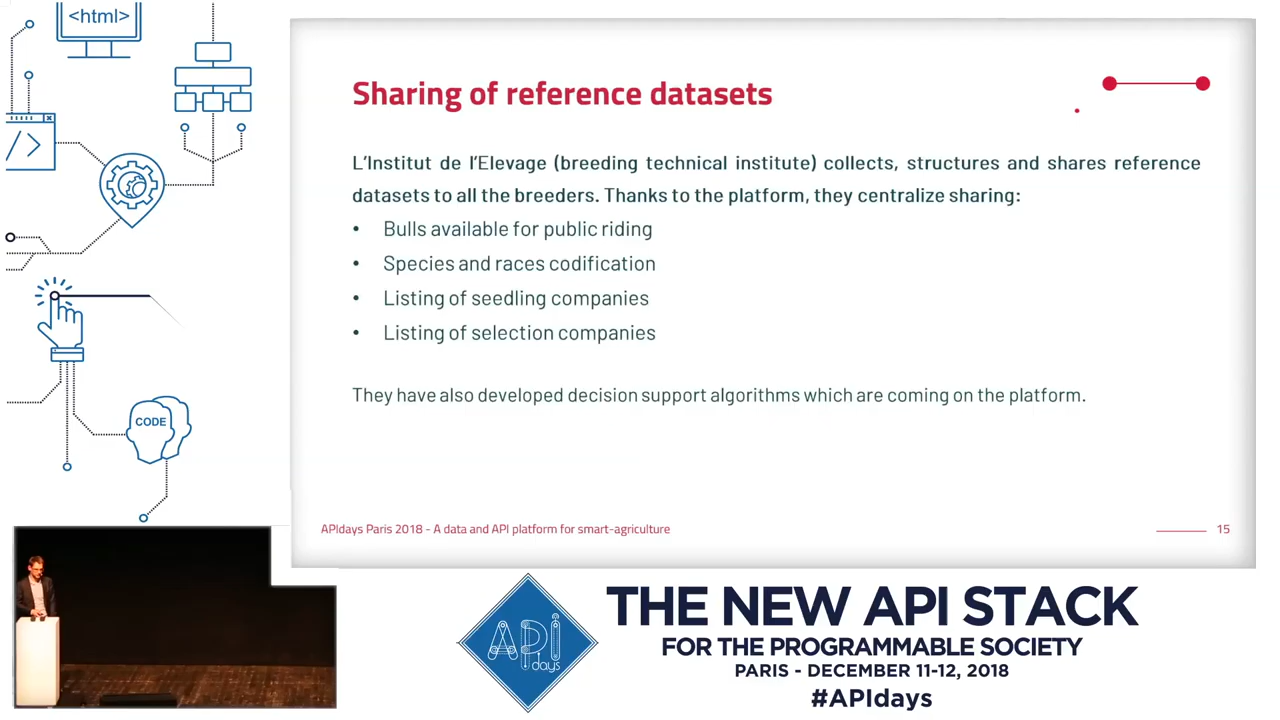 <html>
Sharing of reference datasets
L'Institut de l'Elevage (breeding technical institute) collects, structures and shares reference
datasets to all the breeders. Thanks to the platform, they centralize sharing:
• Bulls available for public riding
• Species and races codification
• Listing of seedling companies
• Listing of selection companies
They have also developed decision support algorithms which are coming on the platform.
CODE
APIdays Paris 2018 - A data and API platform for smart-agriculture
15
API
days
THE NEW API STACK
FOR THE PROGRAMMABLE SOCIETY
PARIS - DECEMBER 11-12, 2018
#APIdays